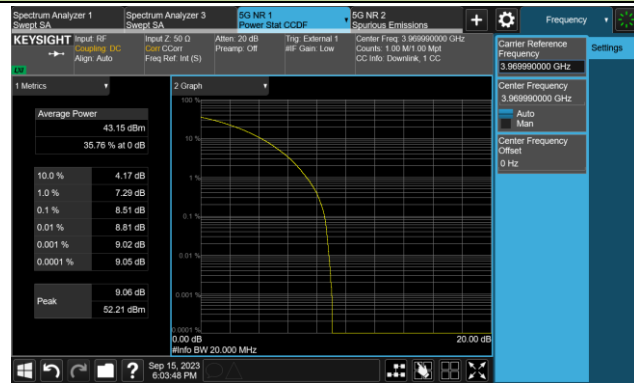 Spectrum Analyzer 1
Swept SA
Spectrum Analyzer 3
Swept SA
5G NR 1
Power Stat CCDF
5G NR 2
Spurious Emissions
Frequency
KEYSIGHT
Input: RF
Coupling: DC
Align: Auto
Input Z: 50 Ω
Corr CCorr
Freq Ref: Int (S)
Atten: 20 dB
Preamp: Off
Trig: External 1
#IF Gain: Low
Center Freq: 3.969990000 GHz
Counts: 1.00 M/1.00 Mpt
CC Info: Downlink, 1 CC
Carrier Reference
Frequency
3.969990000 GHz
Settings
Center Frequency
3.969990000 GHz
Auto
Man
Center Frequency
Offset
0 Hz
1 Metrics
Average Power
43.15 dBm
35.76 % at 0 dB
10.0 % 4.17 dB
1.0 % 7.29 dB
0.1 % 8.51 dB
0.01 % 8.81 dB
0.001 % 9.02 dB
0.0001 % 9.05 dB
Peak
9.06 dB
52.21 dBm
2 Graph
100 %
10 %
1 %
0.1 %
0.01 %
0.001 %
0.0001 %
0.00 dB
20.00 dB
#Info BW 20.000 MHz
Sep 15, 2023
6:03:48 PM